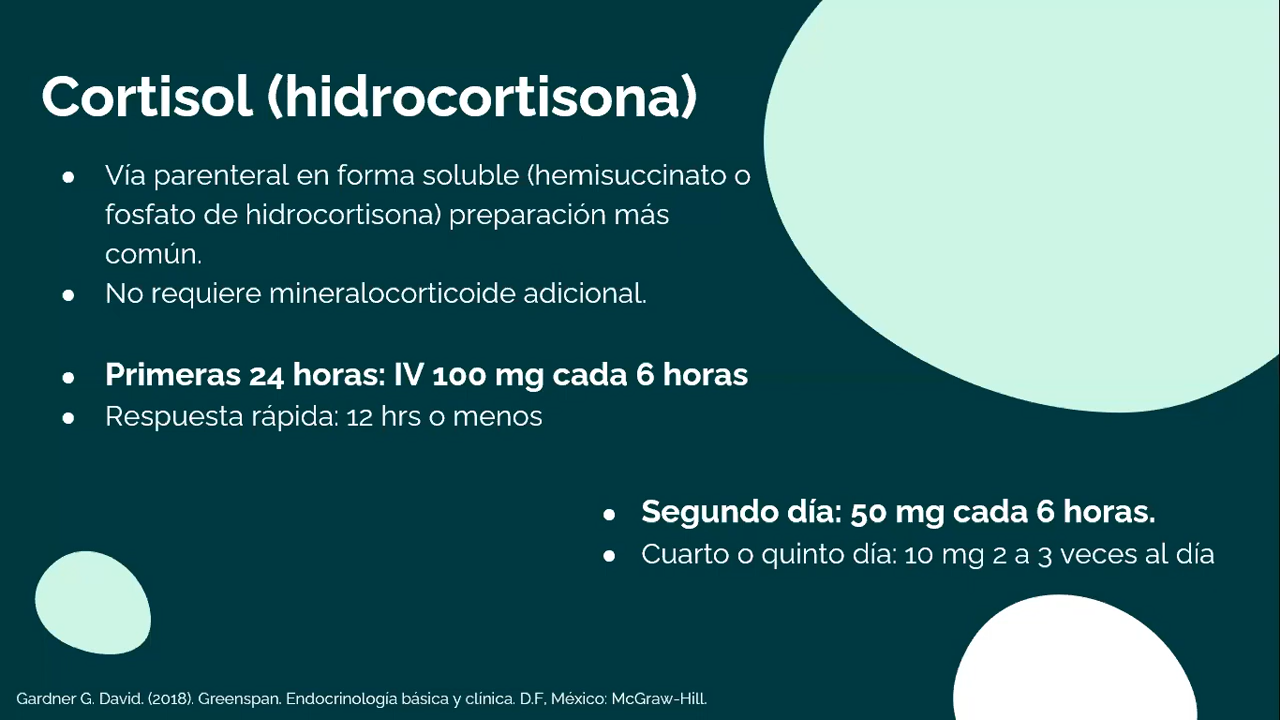 Cortisol (hidrocortisona)
● Vía parenteral en forma soluble (hemisuccinato o
fosfato de hidrocortisona) preparación más
común.
● No requiere mineralocorticoide adicional.
● Primeras 24 horas: IV 100 mg cada 6 horas
● Respuesta rápida: 12 hrs o menos
● Segundo día: 50 mg cada 6 horas.
● Cuarto o quinto día: 10 mg 2 a 3 veces al día
Gardner G. David. (2018). Greenspan. Endocrinología básica y clínica. D.F, México: McGraw-Hill.